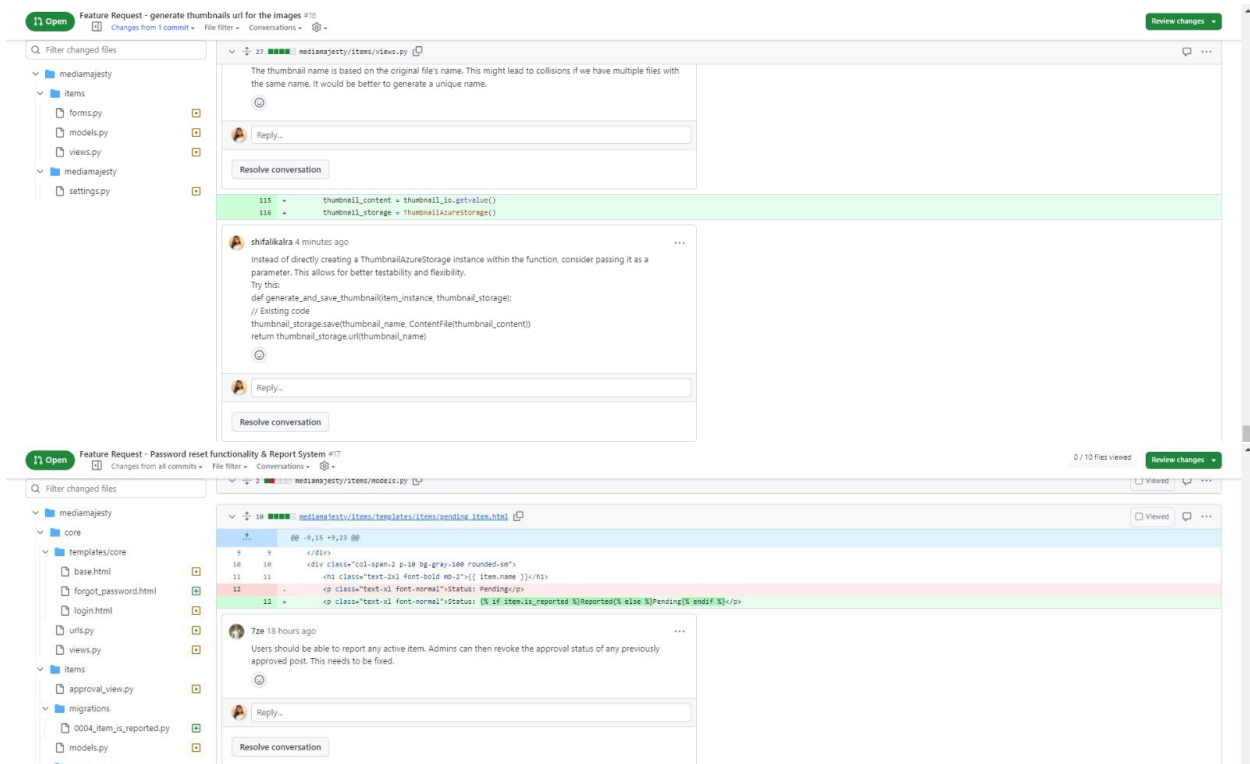 Open
Feature Request - generate thumbnails url for the images #16
Changes from 1 commit
File filter
Conversations
Review changes
Filter changed files
mediamajesty
items
forms.py
models.py
views.py
mediamajesty
settings.py
27 mediamajesty/items/views.py
The thumbnail name is based on the original file's name. This might lead to collisions if we have multiple files with
the same name. It would be better to generate a unique name.
Reply...
Resolve conversation
115 + thumbnail_content = thumbnail_io.getvalue()
116 + thumbnail_storage = ThumbnailAzureStorage()
shifalikalra 4 minutes ago
Instead of directly creating a ThumbnailAzureStorage instance within the function, consider passing it as a
parameter. This allows for better testability and flexibility.
Try this:
def generate_and_save_thumbnail(item_instance, thumbnail_storage):
// Existing code
thumbnail_storage.save(thumbnail_name, ContentFile(thumbnail_content))
return thumbnail_storage.url(thumbnail_name)
Reply...
Resolve conversation
Open
Feature Request - Password reset functionality & Report System #17
Changes from all commits
File filter
Conversations
0 / 10 files viewed
Review changes
Filter changed files
mediamajesty
core
templates/core
base.html
forgot_password.html
login.html
urls.py
views.py
items
approval_view.py
migrations
0004_item_is_reported.py
models.py
2 mediamajesty/items/models.py
Viewed
10 mediamajesty/items/templates/items/pending_item.html
Viewed
@@ -9,15 +9,23 @@
9 9 </div>
10 10 <div class="col-span-2 p-10 bg-gray-100 rounded-sm">
11 11 <h1 class="text-2xl font-bold mb-2">{{ item.name }}</h1>
12 - <p class="text-xl font-normal">Status: Pending</p>
12 + <p class="text-xl font-normal">Status: {% if item.is_reported %}Reported{% else %}Pending{% endif %}</p>
7ze 18 hours ago
Users should be able to report any active item. Admins can then revoke the approval status of any previously
approved post. This needs to be fixed.
Reply...
Resolve conversation